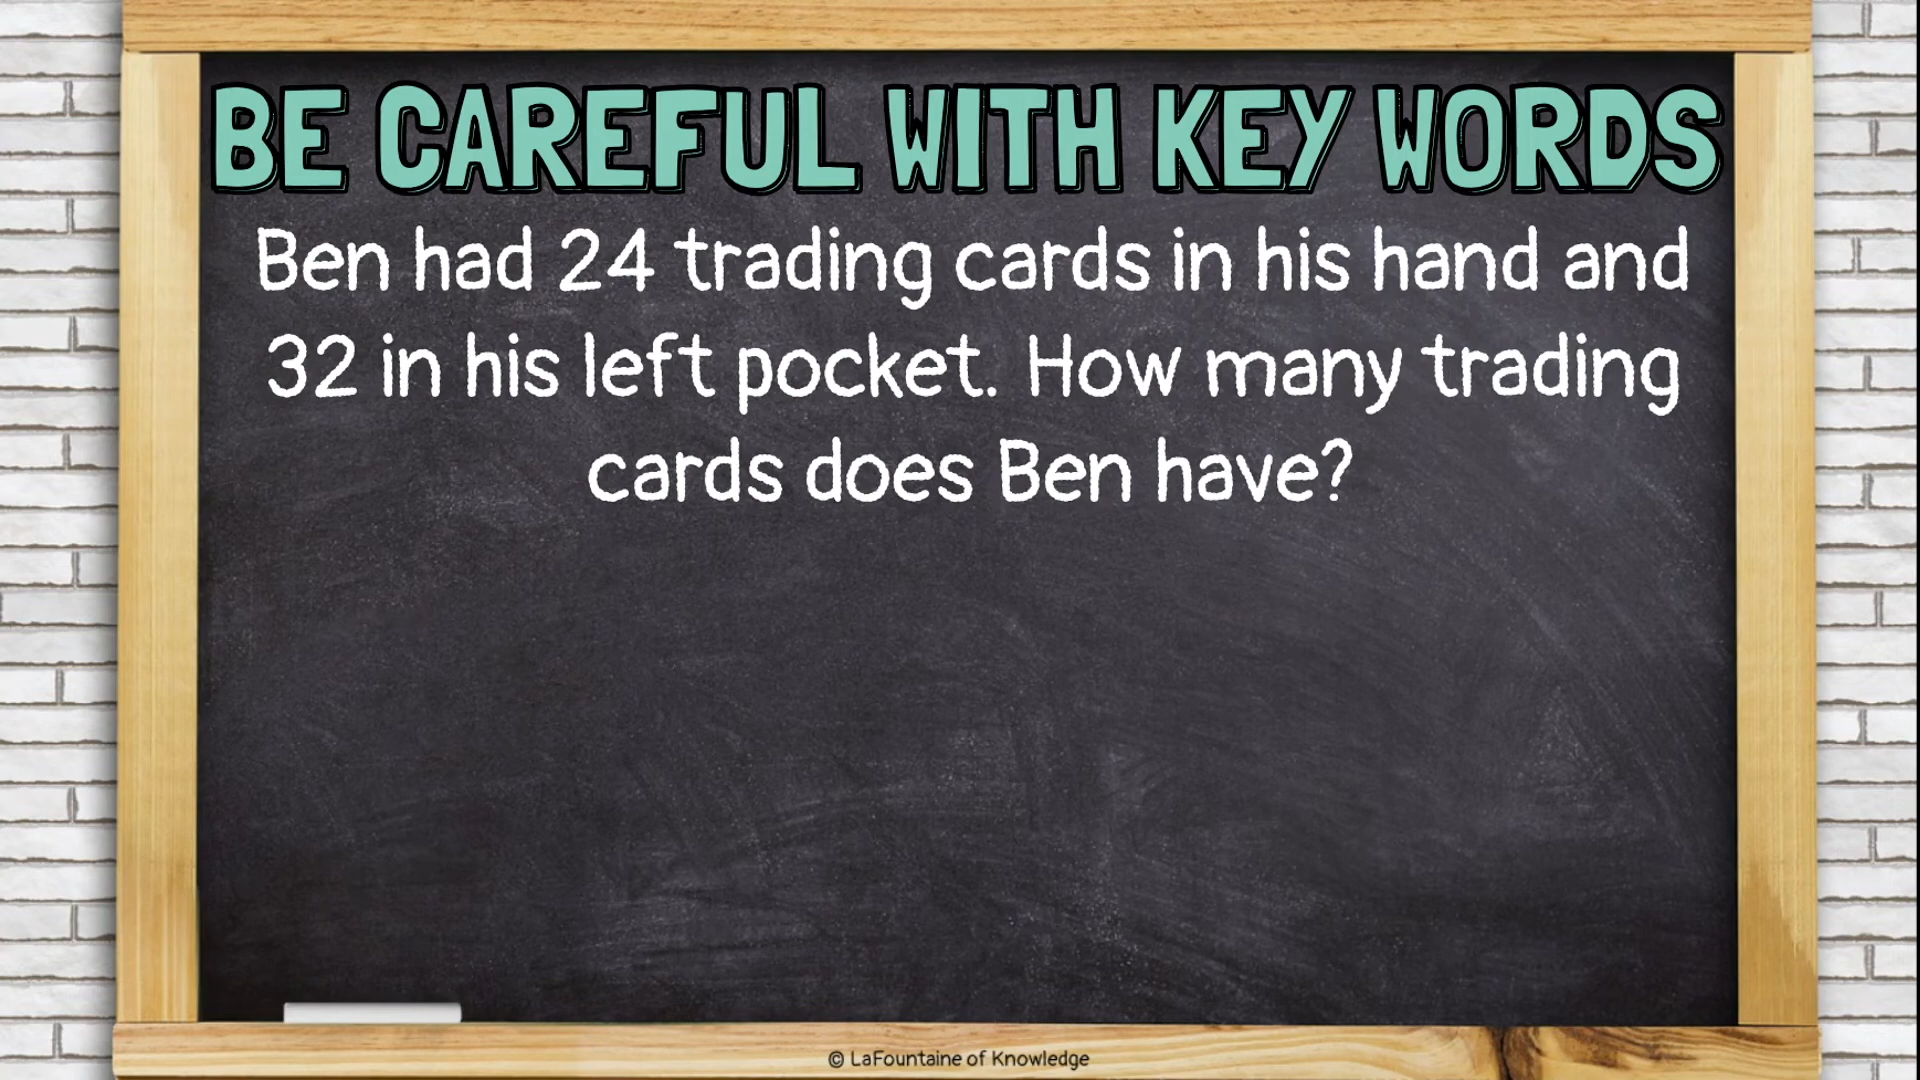 BE CAREFUL WITH KEY WORDS
Ben had 24 trading cards in his hand and
32 in his left pocket. How many trading
cards does Ben have?
© LaFountaine of Knowledge